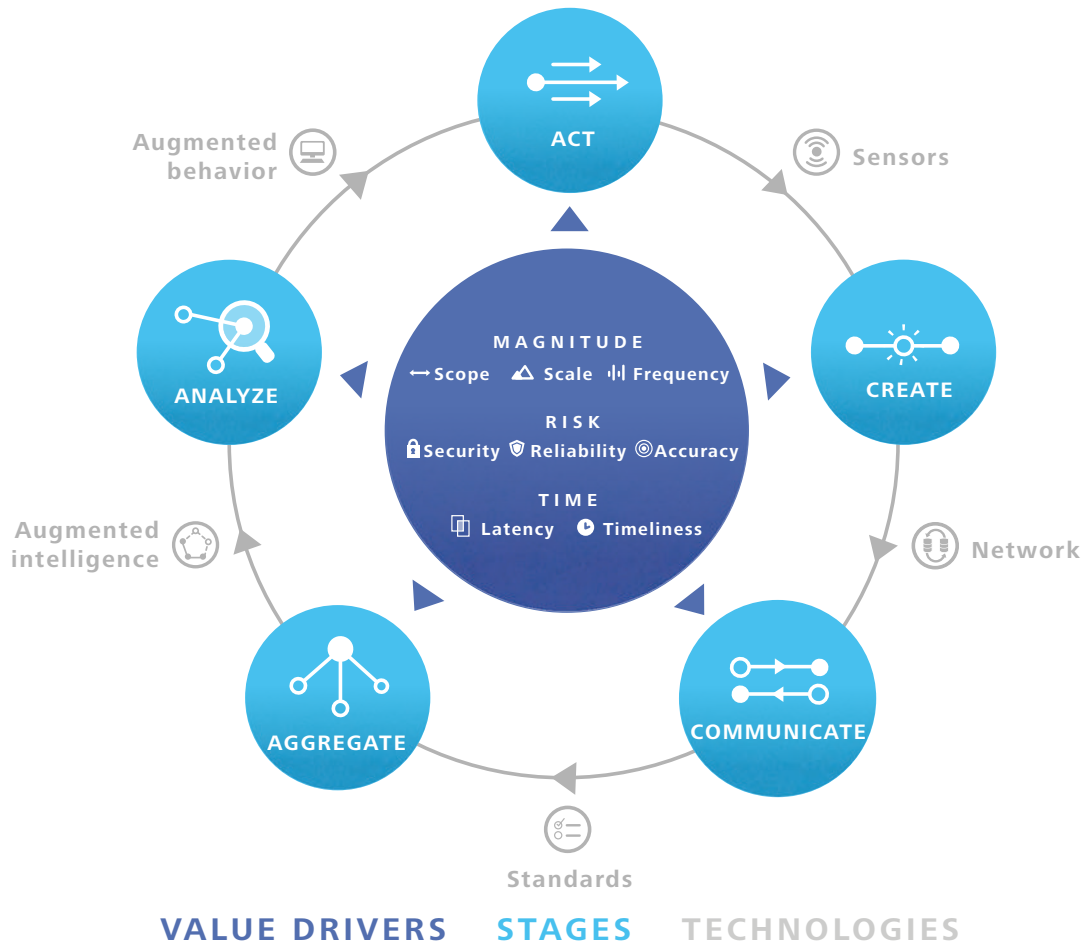 ACT
Augmented
behavior
Sensors
ANALYZE
CREATE
MAGNITUDE
Scope Scale Frequency
RISK
Security Reliability Accuracy
TIME
Latency Timeliness
Augmented
intelligence
Network
AGGREGATE
COMMUNICATE
Standards
VALUE DRIVERS STAGES TECHNOLOGIES